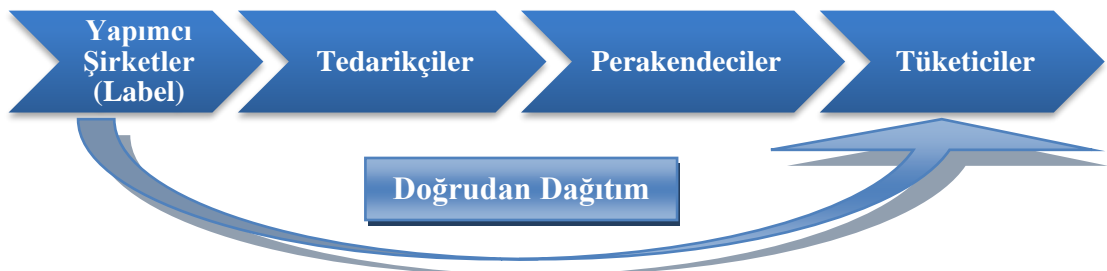 Yapımcı
Şirketler
(Label)
Tedarikçiler
Perakendeciler
Tüketiciler
Doğrudan Dağıtım